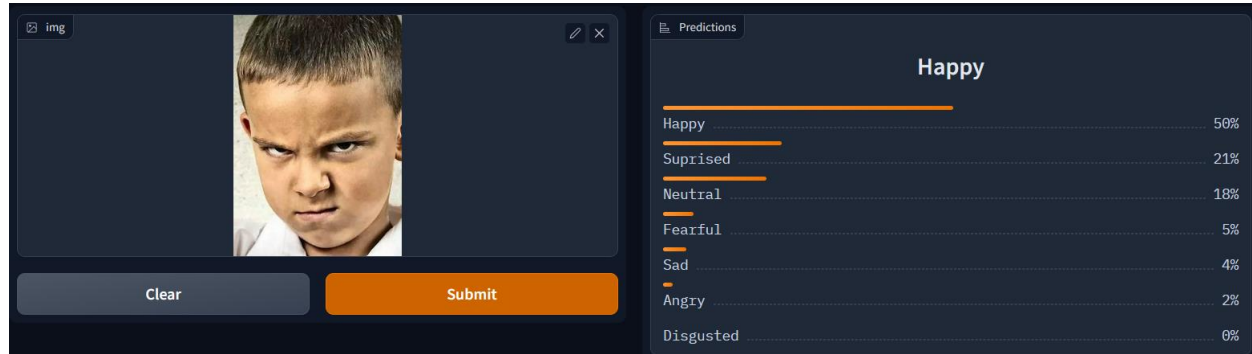 img
Clear
Submit
Predictions
Happy
Happy 50%
Suprised 21%
Neutral 18%
Fearful 5%
Sad 4%
Angry 2%
Disgusted 0%